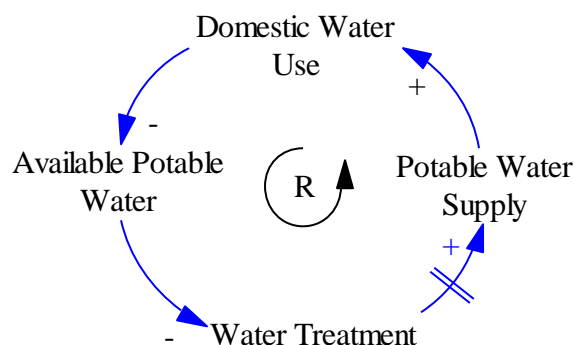 Domestic Water
Use
+
-
Available Potable
Water
R
Potable Water
Supply
+
-
Water Treatment